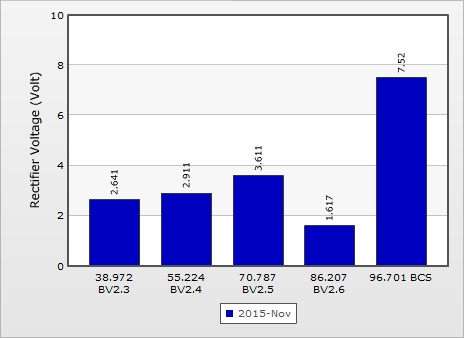 Rectifier Voltage (Volt)
10
8
6
4
2
0
2.641
2.911
3.611
1.617
7.52
38.972
BV2.3
55.224
BV2.4
70.787
BV2.5
86.207
BV2.6
96.701 BCS
2015-Nov